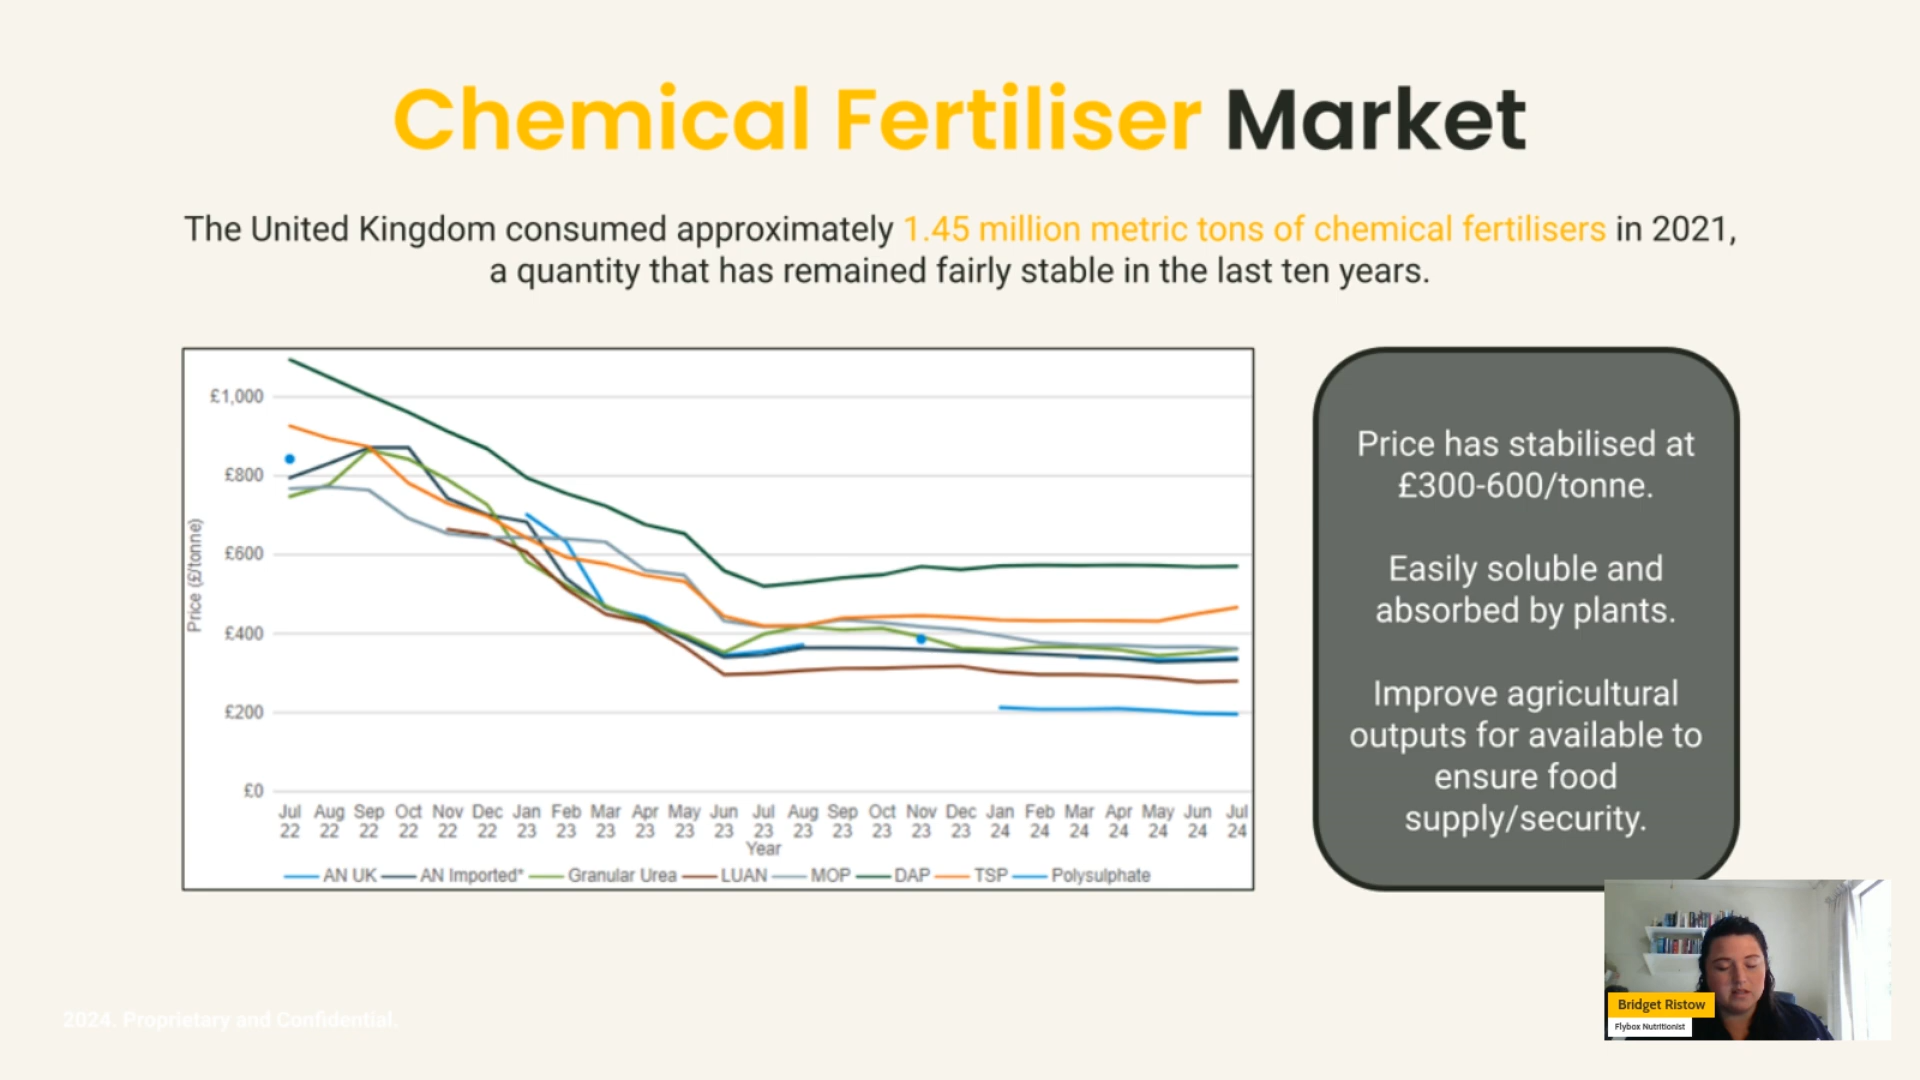 Chemical Fertiliser Market
The United Kingdom consumed approximately 1.45 million metric tons of chemical fertilisers in 2021,
a quantity that has remained fairly stable in the last ten years.
£1,000
£800
£600
£400
£200
£0
Price (£/tonne)
Jul Aug Sep Oct Nov Dec Jan Feb Mar Apr May Jun Jul Aug Sep Oct Nov Dec Jan Feb Mar Apr May Jun Jul
22 22 22 22 22 22 23 23 23 23 23 23 23 23 23 23 23 23 24 24 24 24 24 24 24
Year
AN UK AN Imported* Granular Urea LUAN MOP DAP TSP Polysulphate
Price has stabilised at
£300-600/tonne.
Easily soluble and
absorbed by plants.
Improve agricultural
outputs for available to
ensure food
supply/security.
Bridget Ristow
Flybox Nutritionist
2024. Proprietary and Confidential.